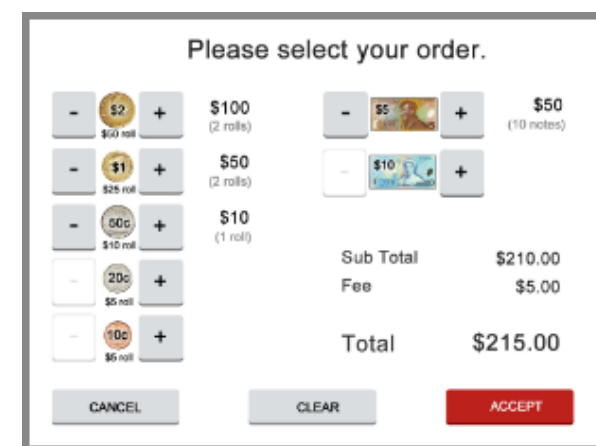 Please select your order.
- $2 + $100
$50 roll (2 rolls)
- $1 + $50
$25 roll (2 rolls)
- 50c + $10
$10 roll (1 roll)
- 20c +
$5 roll
- 10c +
$5 roll
- $5 + $50
(10 notes)
- $10 +
Sub Total $210.00
Fee $5.00
Total $215.00
CANCEL CLEAR ACCEPT